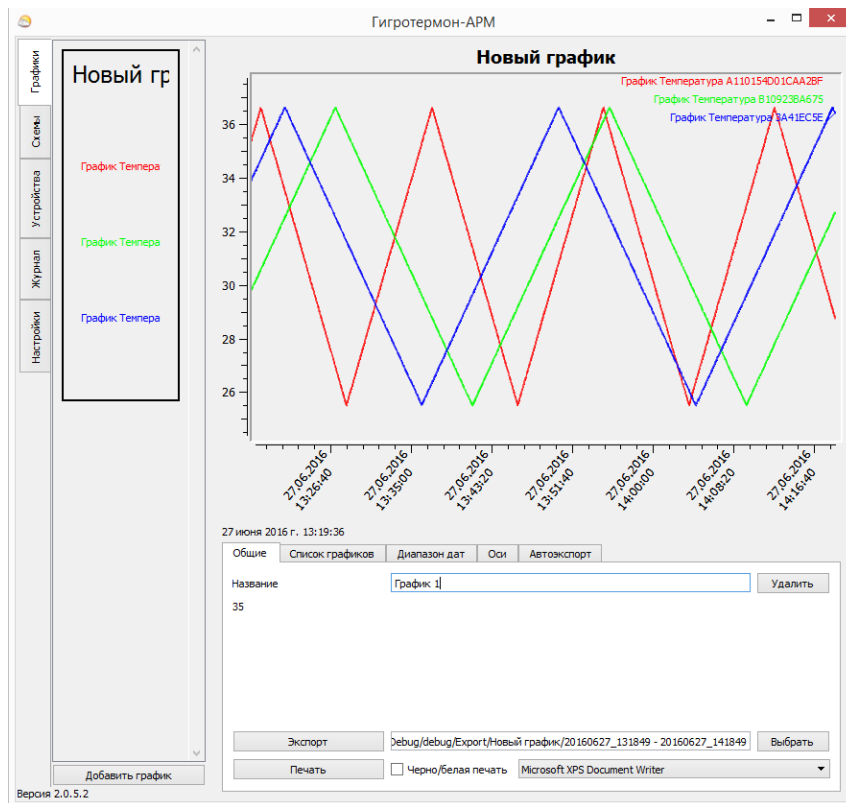 Гигротермон-АРМ
Графики
Схемы
Устройства
Журнал
Настройки
Новый гр
График Темпера
График Темпера
График Темпера
Добавить график
Версия 2.0.5.2
Новый график
График Температура A110154D01CAA2BF
График Температура B10923BA675
График Температура 3A41EC5E
36
34
32
30
28
26
27.06.2016
13:26:40
27.06.2016
13:35:00
27.06.2016
13:43:20
27.06.2016
13:51:40
27.06.2016
14:00:00
27.06.2016
14:08:20
27.06.2016
14:16:40
27 июня 2016 г. 13:19:36
Общие Список графиков Диапазон дат Оси Автоэкспорт
Название График 1 Удалить
35
Экспорт Debug/debug/Export/Новый график/20160627_131849 - 20160627_141849 Выбрать
Печать Черно/белая печать Microsoft XPS Document Writer